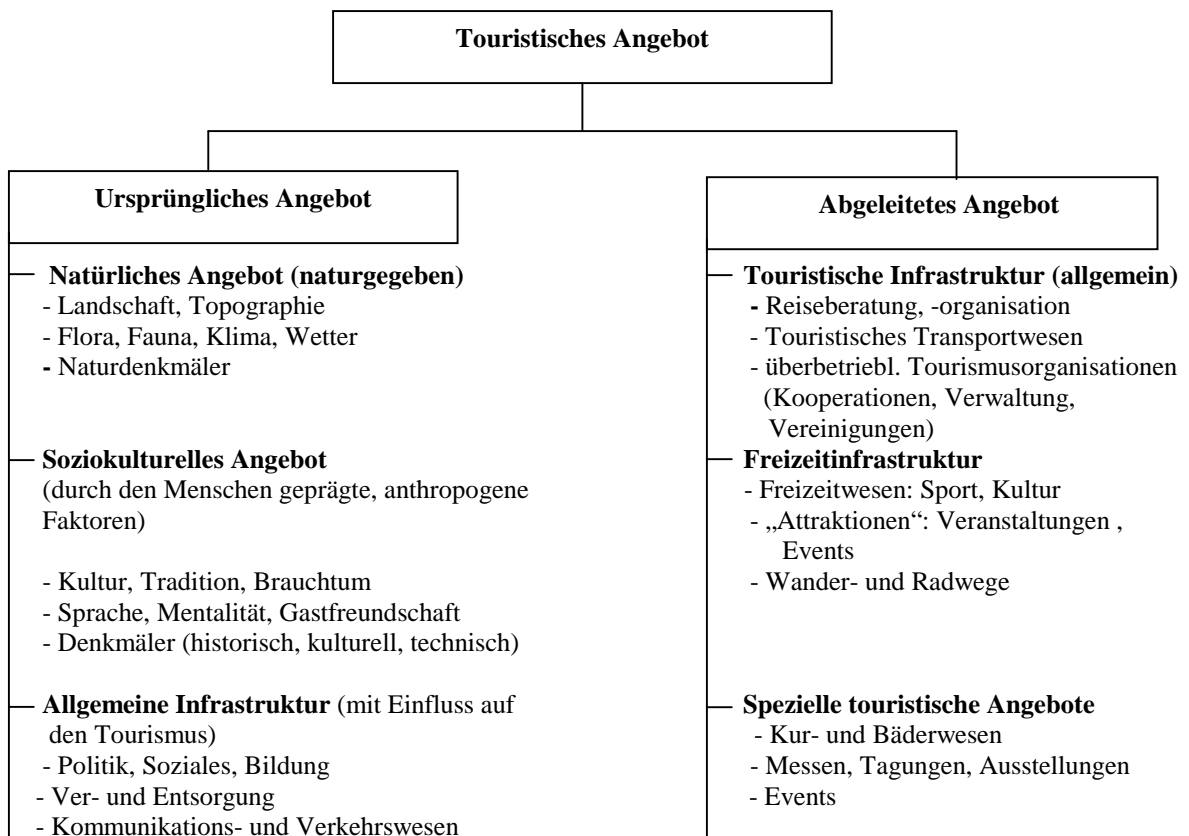 Touristisches Angebot
Ursprüngliches Angebot
Natürliches Angebot (naturgegeben)
- Landschaft, Topographie
- Flora, Fauna, Klima, Wetter
- Naturdenkmäler
Soziokulturelles Angebot
(durch den Menschen geprägte, anthropogene
Faktoren)
- Kultur, Tradition, Brauchtum
- Sprache, Mentalität, Gastfreundschaft
- Denkmäler (historisch, kulturell, technisch)
Allgemeine Infrastruktur (mit Einfluss auf
den Tourismus)
- Politik, Soziales, Bildung
- Ver- und Entsorgung
- Kommunikations- und Verkehrswesen
Abgeleitetes Angebot
Touristische Infrastruktur (allgemein)
- Reiseberatung, -organisation
- Touristisches Transportwesen
- überbetriebl. Tourismusorganisationen
(Kooperationen, Verwaltung,
Vereinigungen)
Freizeitinfrastruktur
- Freizeitwesen: Sport, Kultur
- „Attraktionen“: Veranstaltungen ,
Events
- Wander- und Radwege
Spezielle touristische Angebote
- Kur- und Bäderwesen
- Messen, Tagungen, Ausstellungen
- Events